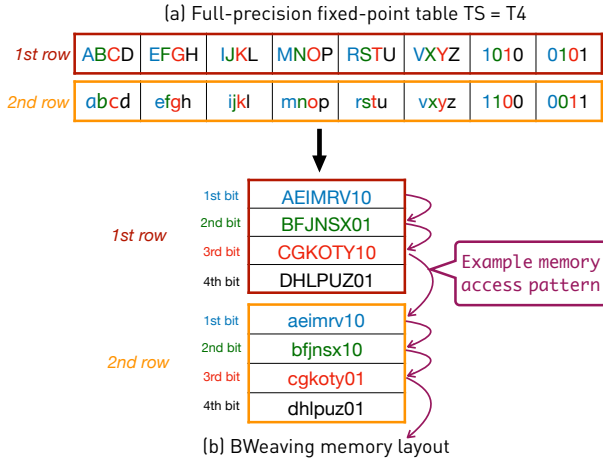 (a) Full-precision fixed-point table TS = T4
1st row ABCD EFGH IJKL MNOP RSTU VXYZ 1010 0101
2nd row abcd efgh ijkl mnop rstu vxyz 1100 0011
1st bit AEIMRV10
2nd bit BFJNSX01
1st row
3rd bit CGKOTY10
4th bit DHLPUZ01
Example memory
access pattern
1st bit aeimrv10
2nd bit bfjnsx10
2nd row
3rd bit cgkoty01
4th bit dhlpuz01
(b) BWeaving memory layout